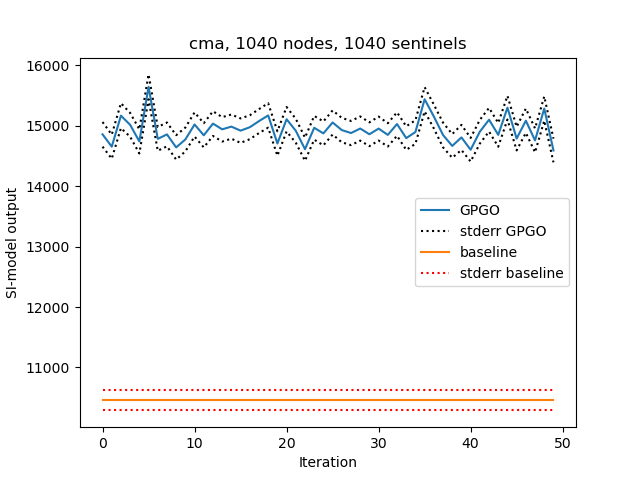 cma, 1040 nodes, 1040 sentinels
16000
15000
14000
13000
12000
11000
SI-model output
GPGO
stderr GPGO
baseline
stderr baseline
0 10 20 30 40 50
Iteration